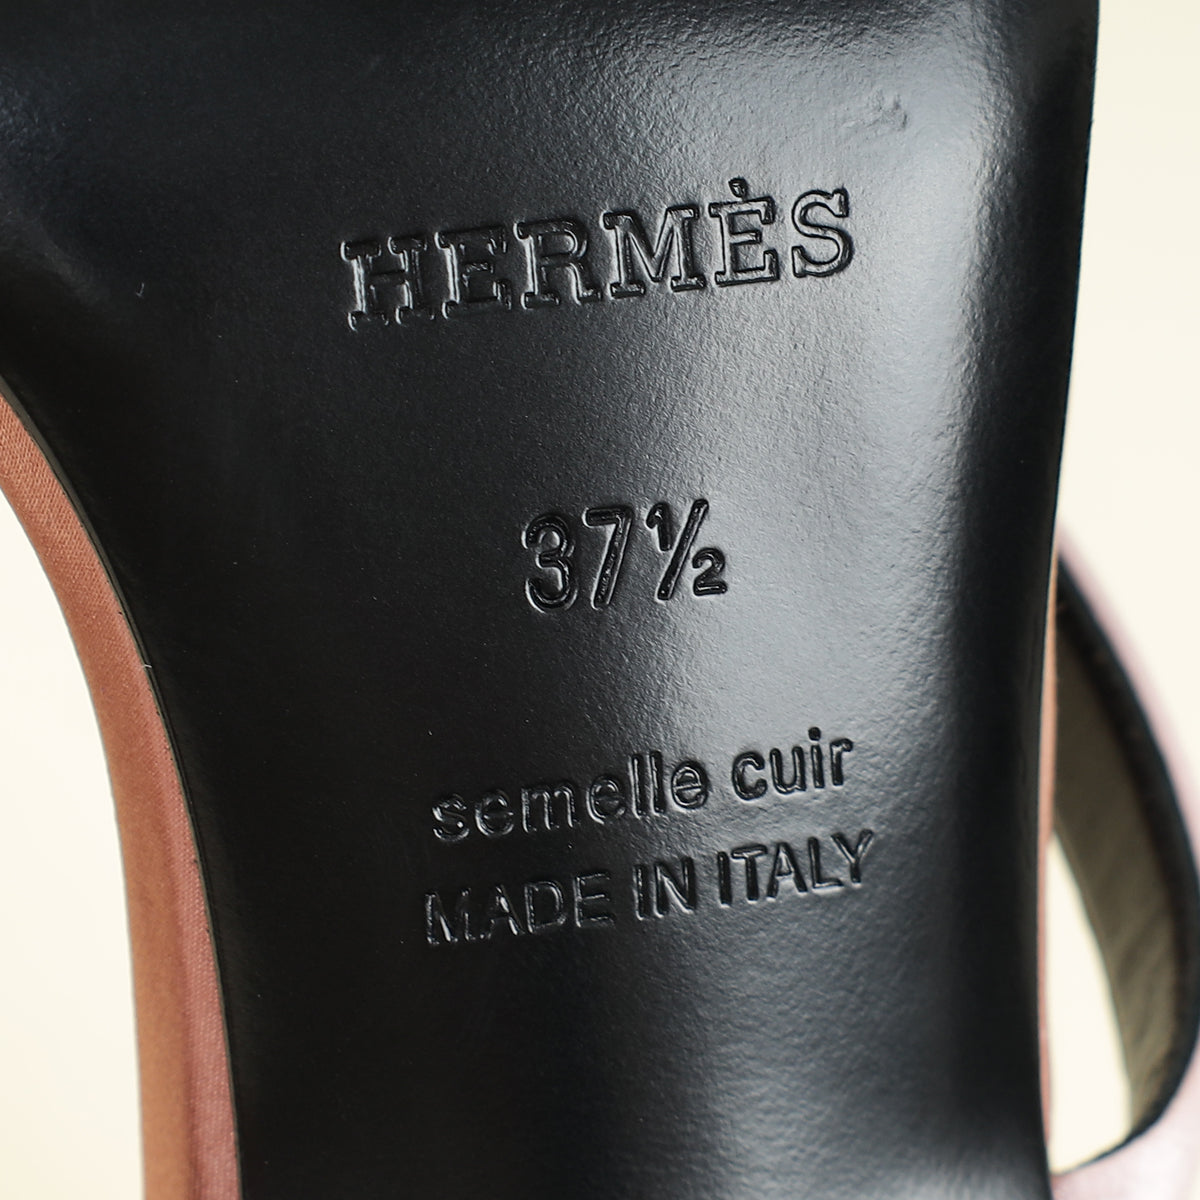 HERMÈS
37½
semelle cuir
MADE IN ITALY